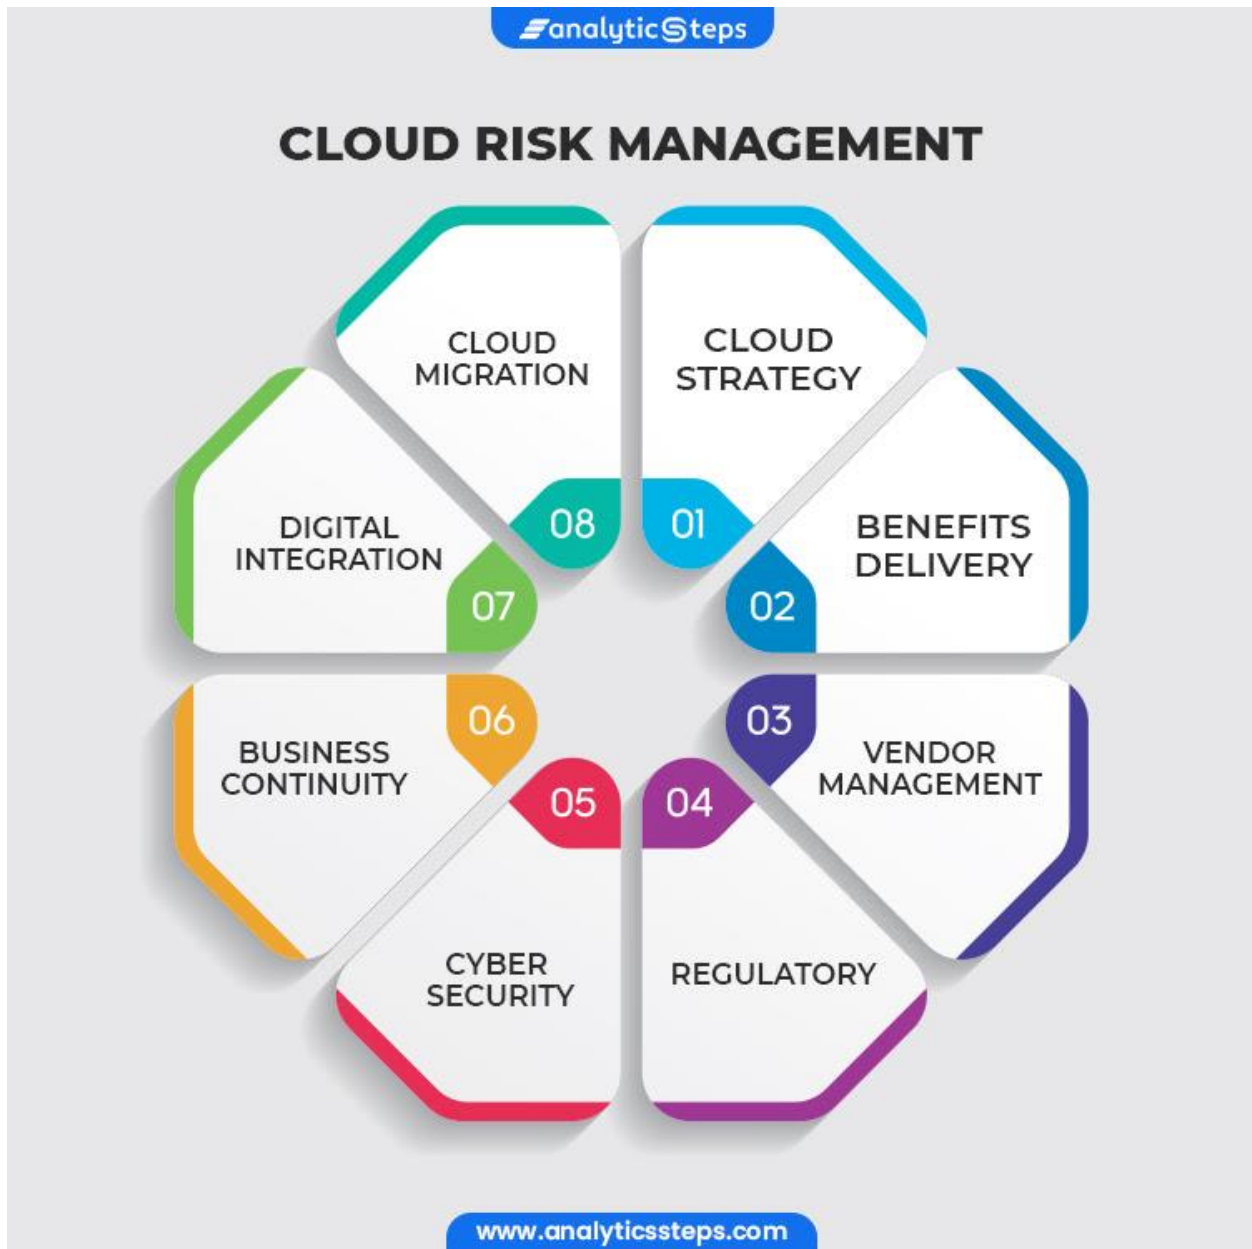 analyticSteps
CLOUD RISK MANAGEMENT
CLOUD
STRATEGY
01
BENEFITS
DELIVERY
02
03
VENDOR
MANAGEMENT
04
REGULATORY
05
CYBER
SECURITY
06
BUSINESS
CONTINUITY
DIGITAL
INTEGRATION
07
CLOUD
MIGRATION
08
www.analyticssteps.com